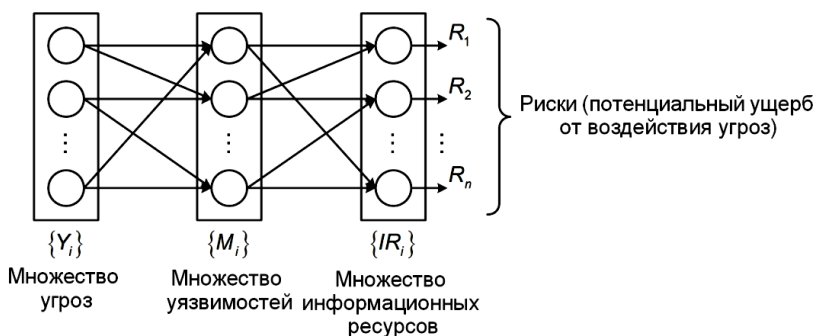 R₁
R₂
Rₙ
Риски (потенциальный ущерб
от воздействия угроз)
{Yᵢ}
{Mᵢ}
{IRᵢ}
Множество
угроз
Множество
уязвимостей
Множество
информационных
ресурсов